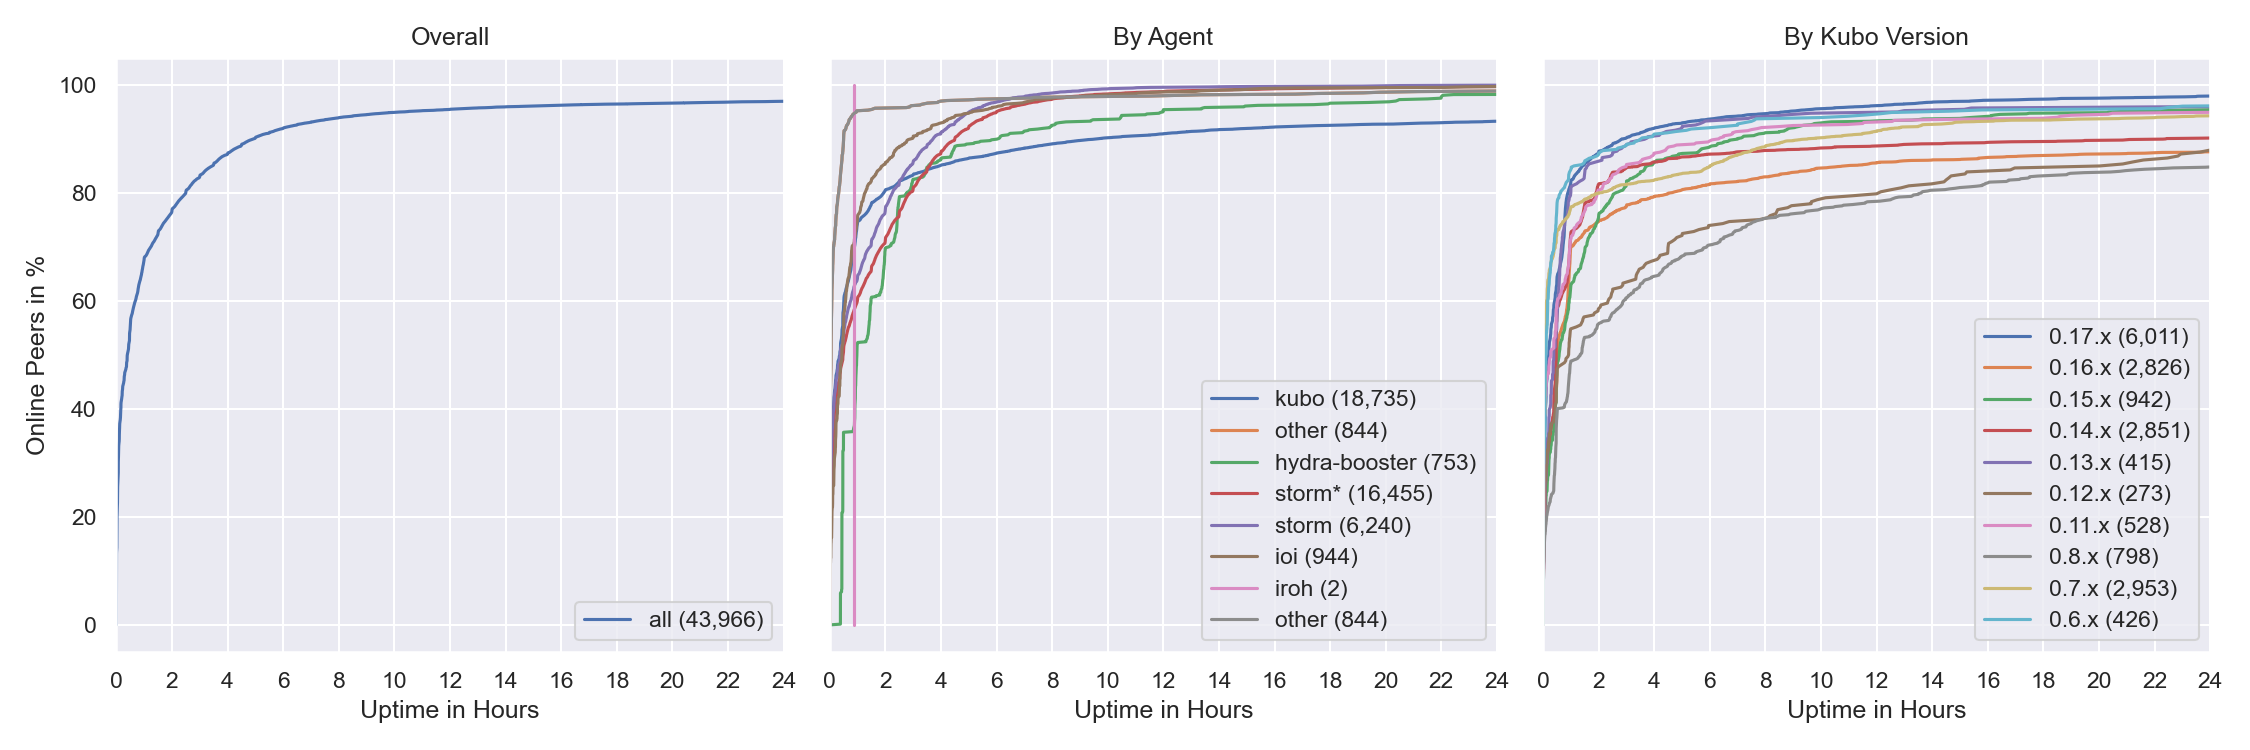 Overall
By Agent
By Kubo Version
Online Peers in %
100
80
60
40
20
0
all (43,966)
kubo (18,735)
other (844)
hydra-booster (753)
storm* (16,455)
storm (6,240)
ioi (944)
iroh (2)
other (844)
0.17.x (6,011)
0.16.x (2,826)
0.15.x (942)
0.14.x (2,851)
0.13.x (415)
0.12.x (273)
0.11.x (528)
0.8.x (798)
0.7.x (2,953)
0.6.x (426)
0 2 4 6 8 10 12 14 16 18 20 22 24
0 2 4 6 8 10 12 14 16 18 20 22 24
0 2 4 6 8 10 12 14 16 18 20 22 24
Uptime in Hours
Uptime in Hours
Uptime in Hours